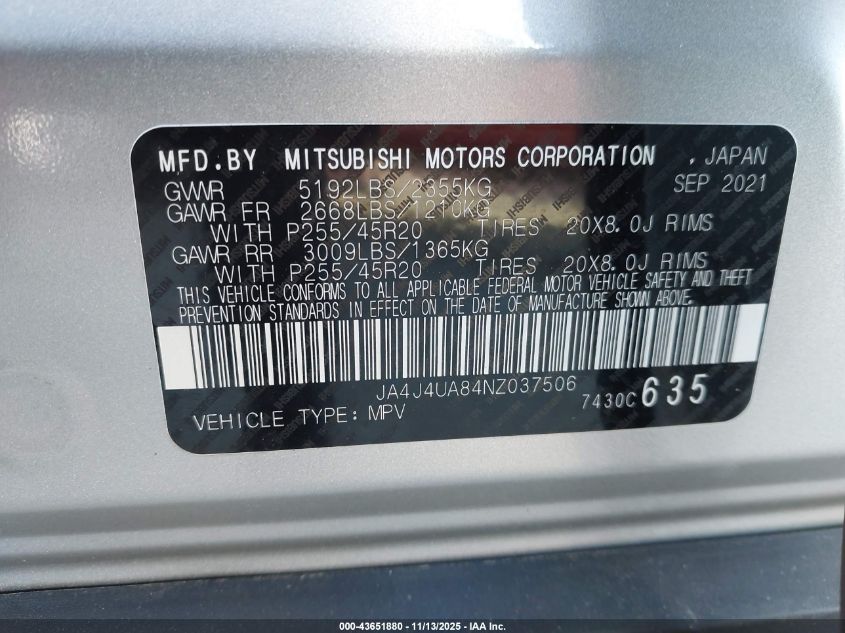 MFD.BY MITSUBISHI MOTORS CORPORATION , JAPAN
GVWR 5192LBS/2355KG SEP 2021
GAWR FR 2668LBS/1210KG
WITH P255/45R20 TIRES 20X8.0J RIMS
GAWR RR 3009LBS/1365KG
WITH P255/45R20 TIRES 20X8.0J RIMS
THIS VEHICLE CONFORMS TO ALL APPLICABLE FEDERAL MOTOR VEHICLE SAFETY AND THEFT
PREVENTION STANDARDS IN EFFECT ON THE DATE OF MANUFACTURE SHOWN ABOVE.
JA4J4UA84NZ037506
7430C635
VEHICLE TYPE: MPV
000-43651880 - 11/13/2025 - IAA Inc.